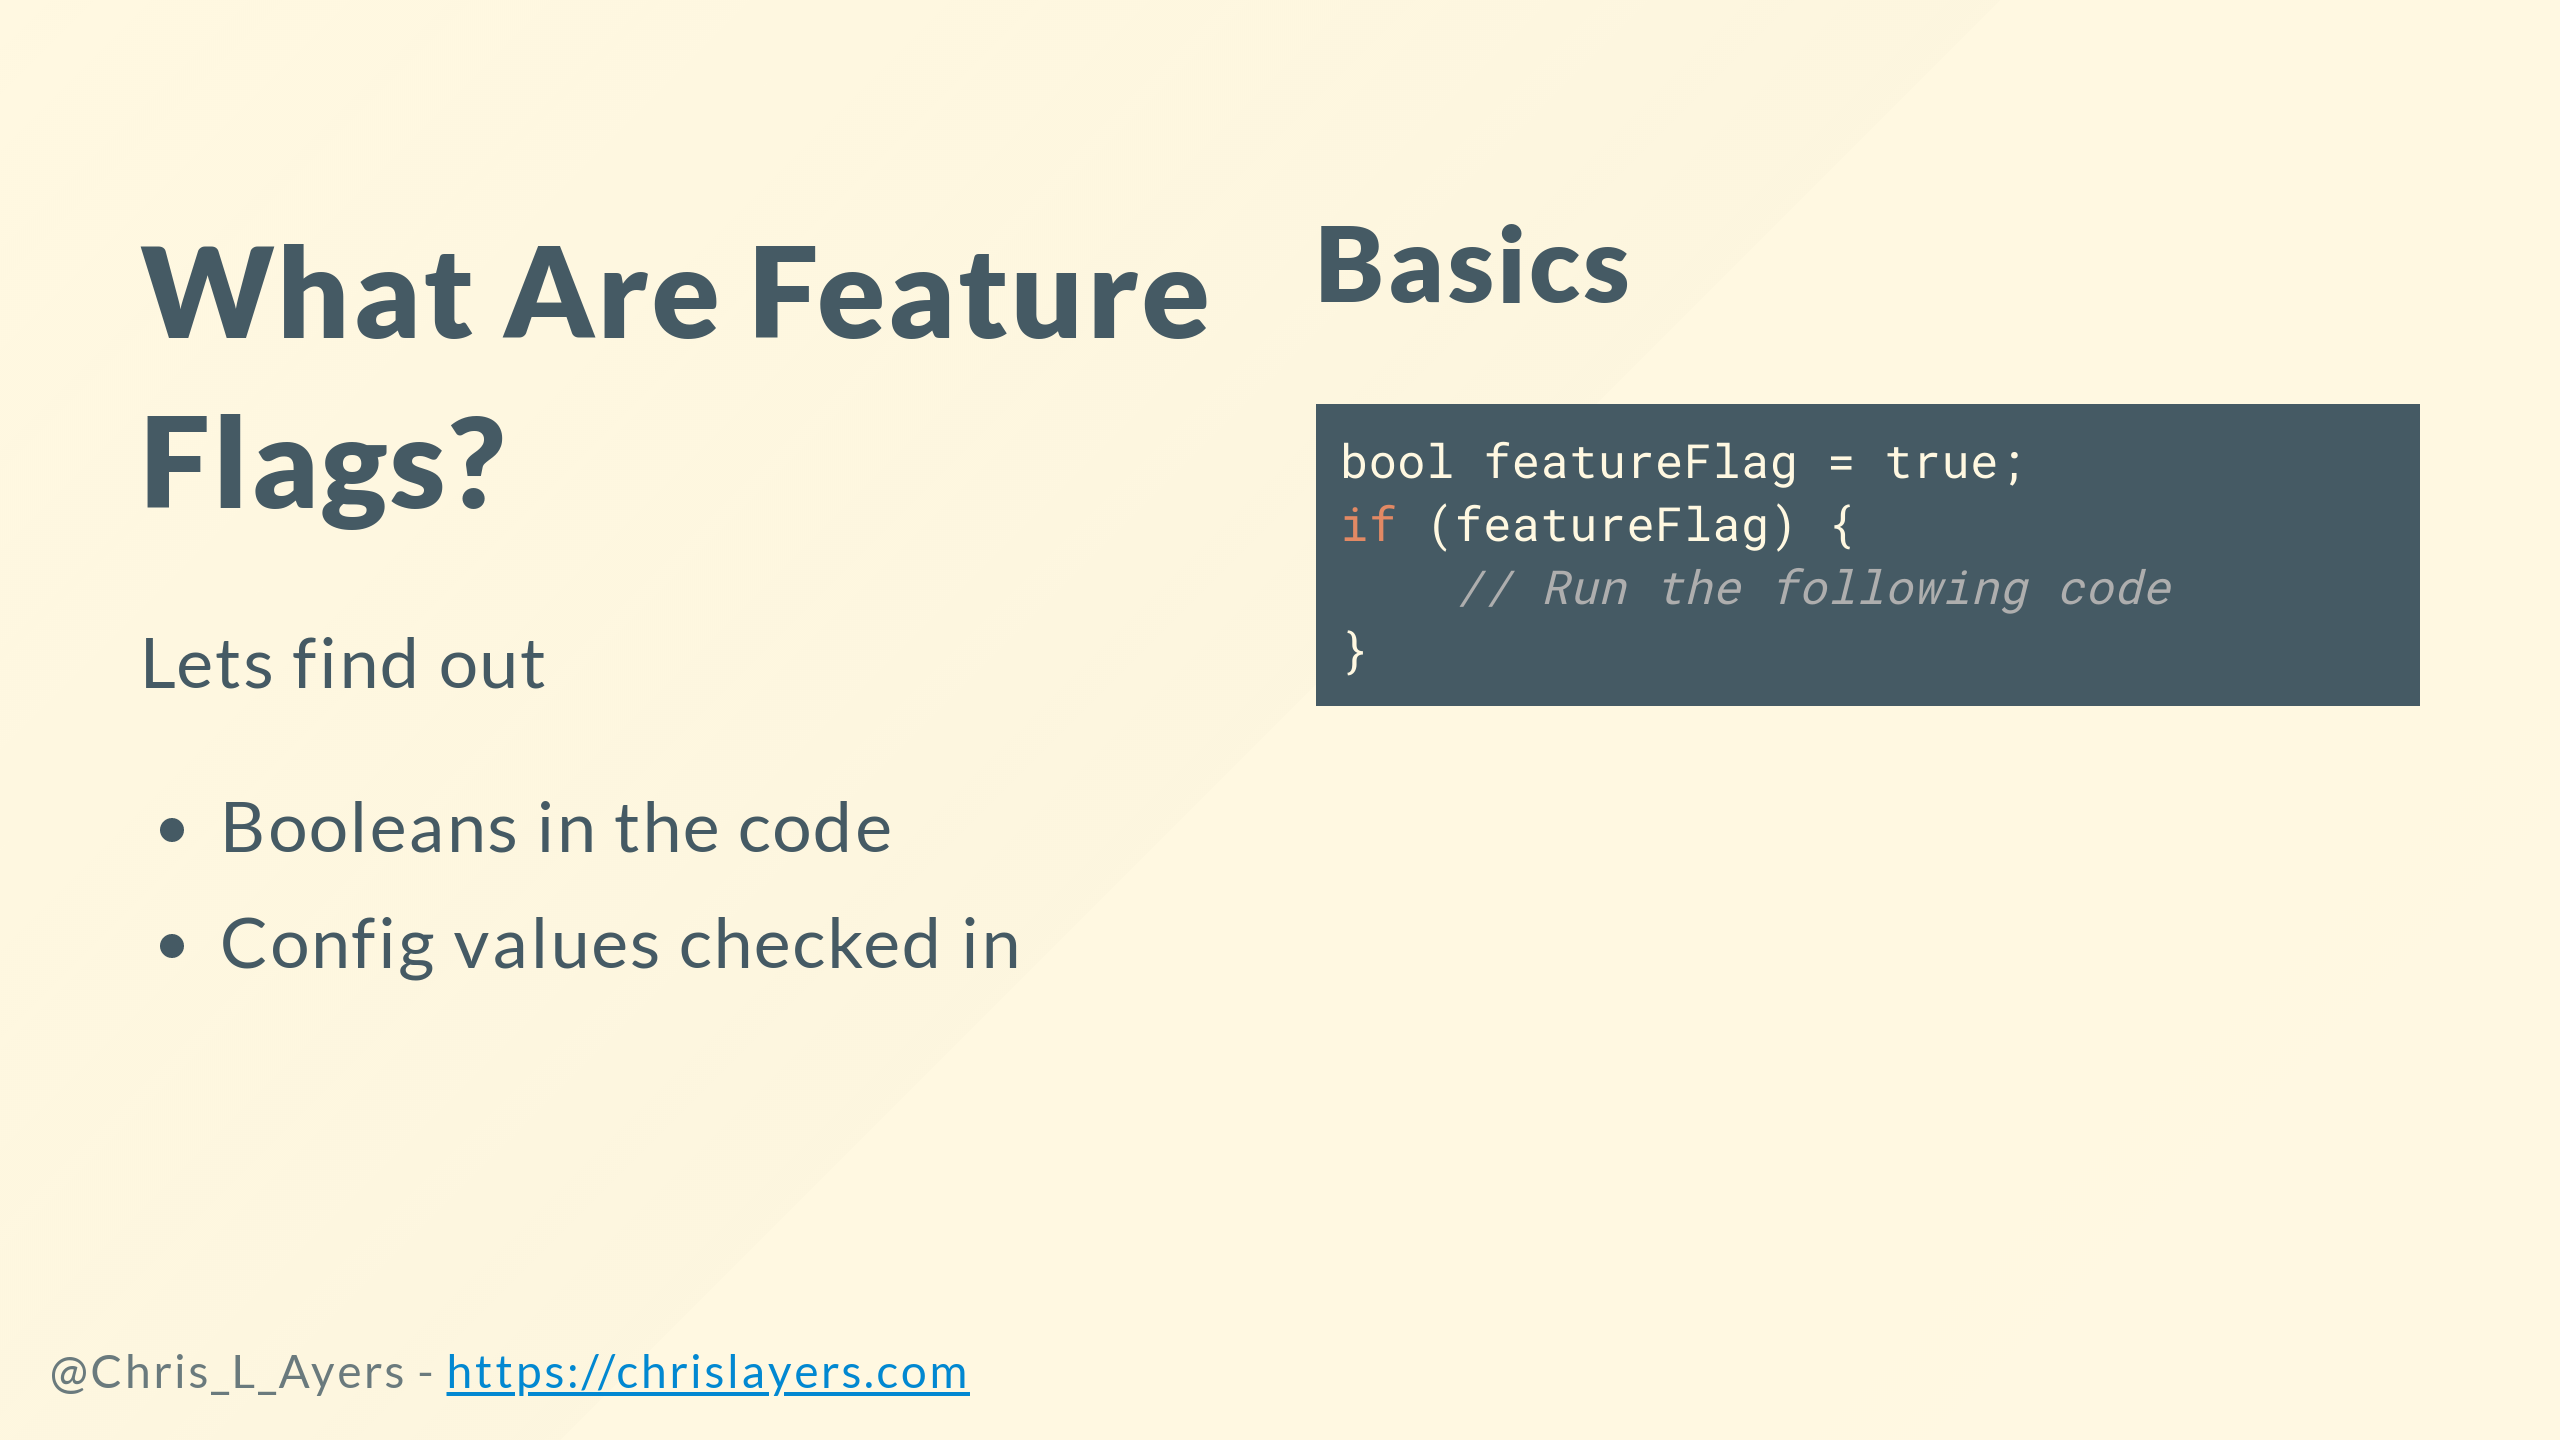 What Are Feature
Flags?
Lets find out
• Booleans in the code
• Config values checked in
Basics
bool featureFlag = true;
if (featureFlag) {
    // Run the following code
}
@Chris_L_Ayers - https://chrislayers.com